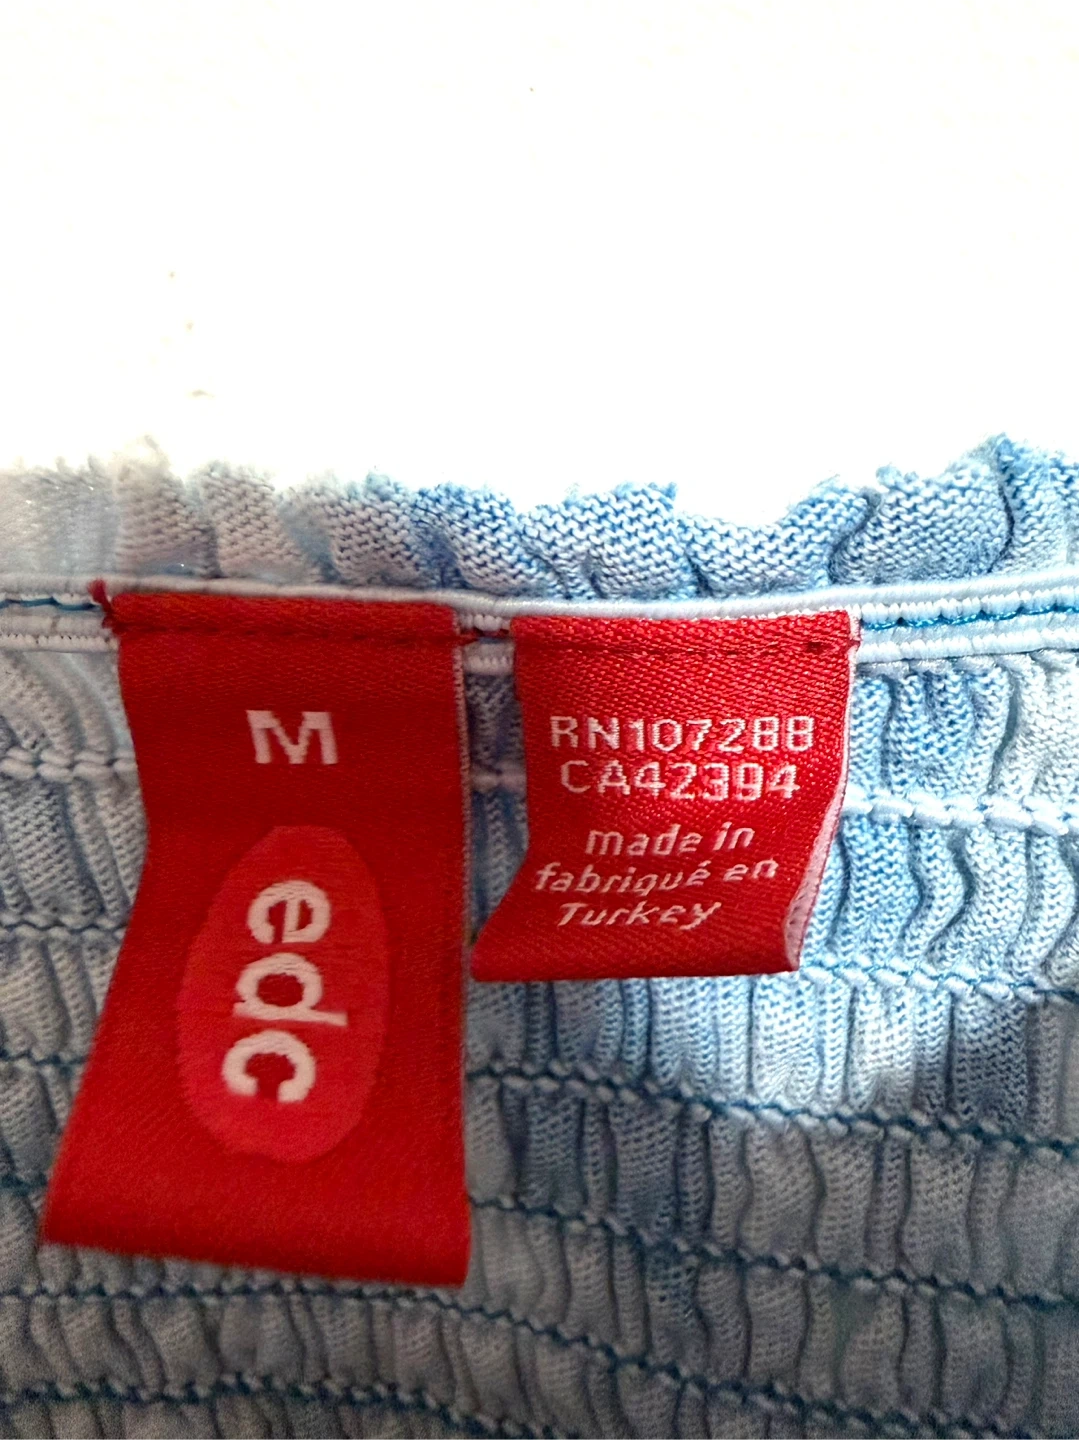 M
edc
RN107288
CA42394
made in
fabriqué en
Turkey